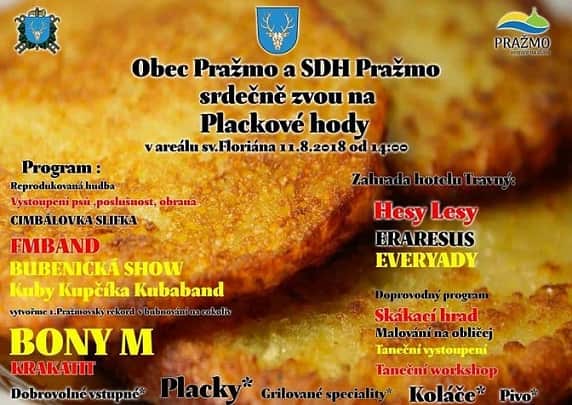 PRAŽMO
Obec Pražmo a SDH Pražmo
srdečně zvou na
Plackové hody
v areálu sv.Floriána 11.8.2018 od 14:00
Program :
Reprodukovaná hudba
Vystoupení psů ,poslušnost, obrana
CIMBÁLOVKA SLIFKA
FMBAND
BUBENICKÁ SHOW
Kuby Kupčíka Kubaband
vytvořme 1.Pražmovský rekord v bubnování na cokoliv
BONY M
KRAKATIT
Zahrada hotelu Travný:
Hesy Lesy
ERARESUS
EVERYADY
Doprovodný program
Skákací hrad
Malování na obličej
Taneční vystoupení
Taneční workshop
Dobrovolné vstupné* Placky* Grilované speciality* Koláče* Pivo*